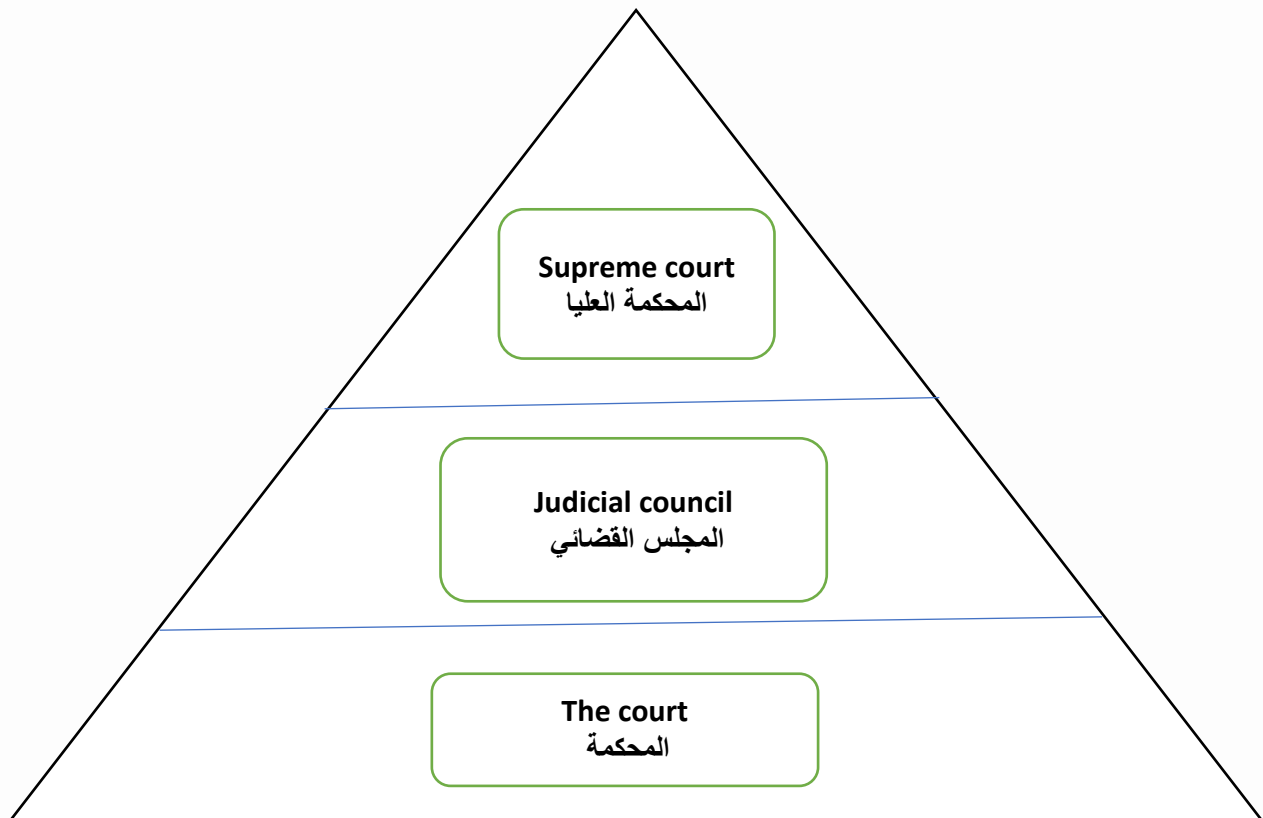 Supreme court
المحكمة العليا
Judicial council
المجلس القضائي
The court
المحكمة